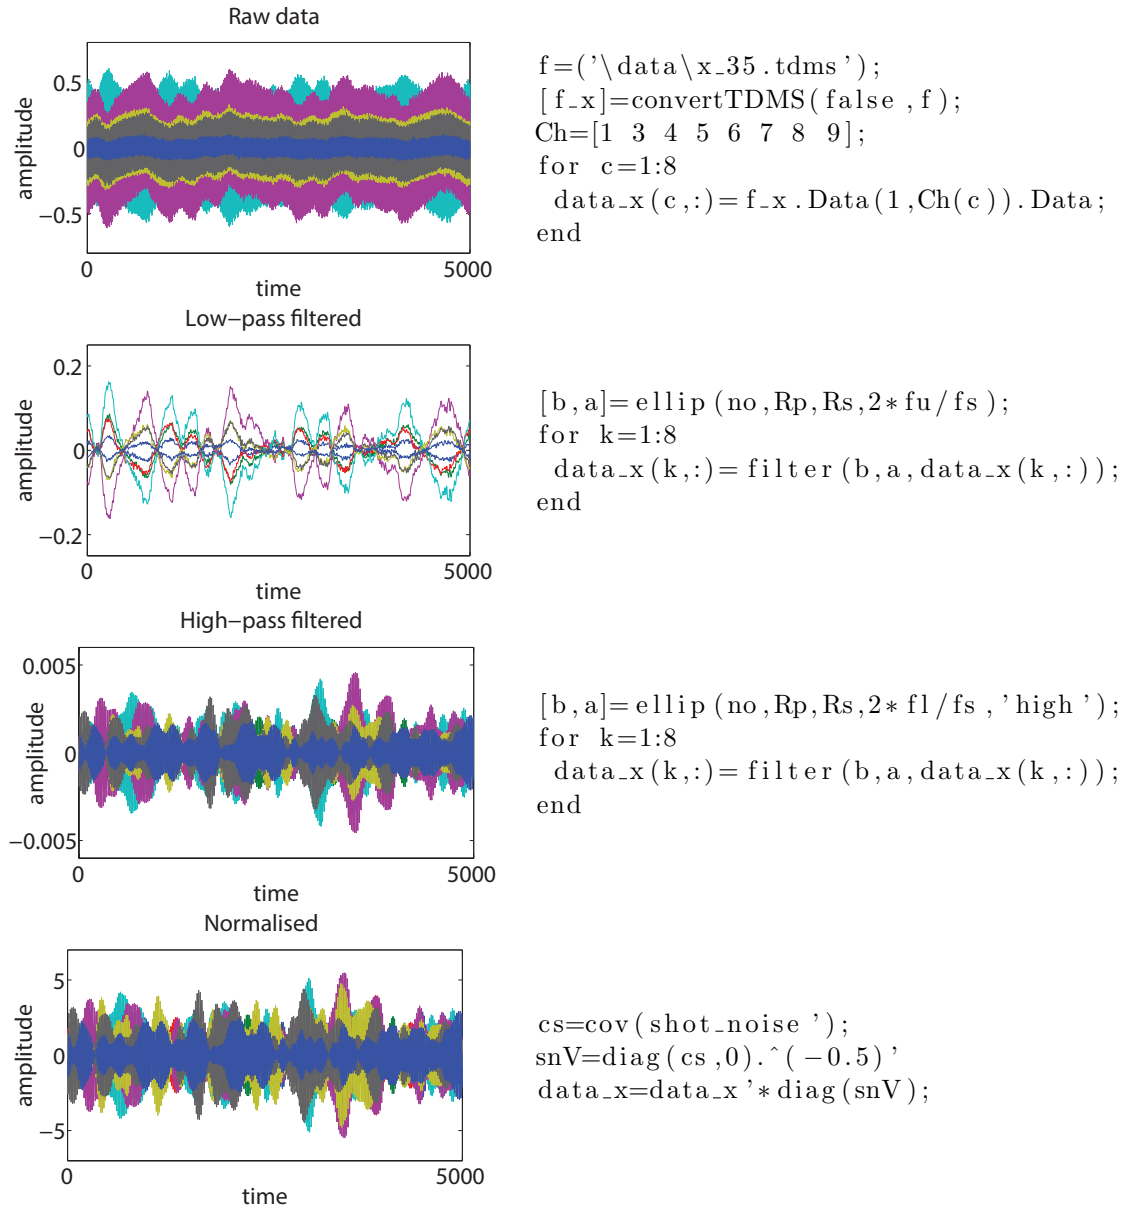 Raw data
0.5
0
−0.5
amplitude
0
5000
time
f=('\data\x_35.tdms');
[f_x]=convertTDMS(false,f);
Ch=[1 3 4 5 6 7 8 9];
for c=1:8
data_x(c,:)=f_x.Data(1,Ch(c)).Data;
end
Low−pass filtered
0.2
0
−0.2
amplitude
0
5000
time
[b,a]=ellip(no,Rp,Rs,2*fu/fs);
for k=1:8
data_x(k,:)=filter(b,a,data_x(k,:));
end
High−pass filtered
0.005
0
−0.005
amplitude
0
5000
time
[b,a]=ellip(no,Rp,Rs,2*fl/fs,'high');
for k=1:8
data_x(k,:)=filter(b,a,data_x(k,:));
end
Normalised
5
0
−5
amplitude
0
5000
time
cs=cov(shot_noise');
snV=diag(cs,0).^(-0.5)'
data_x=data_x'*diag(snV);